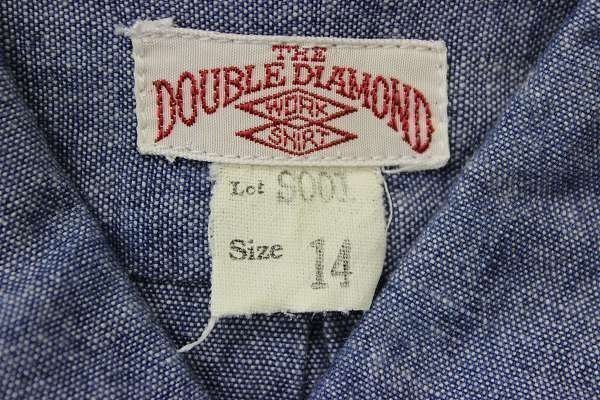 THE
DOUBLE DIAMOND
WORK
SHIRT
Lot S001
Size 14